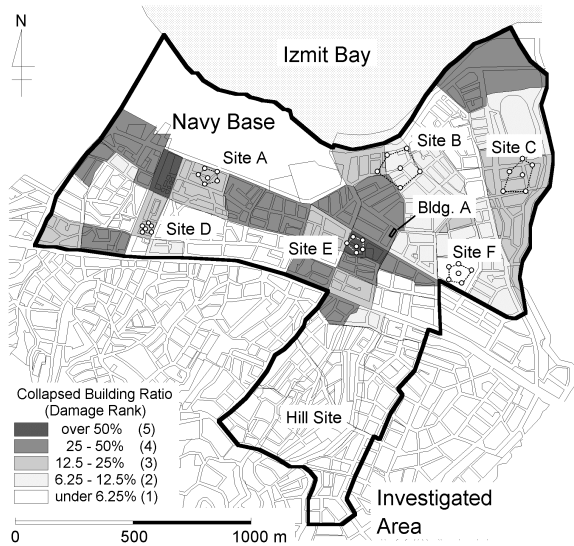 N
Izmit Bay
Navy Base
Site A
Site B
Site C
Bldg. A
Site D
Site E
Site F
Collapsed Building Ratio
(Damage Rank)
over 50% (5)
25 - 50% (4)
12.5 - 25% (3)
6.25 - 12.5% (2)
under 6.25% (1)
Hill Site
Investigated
Area
0 500 1000 m